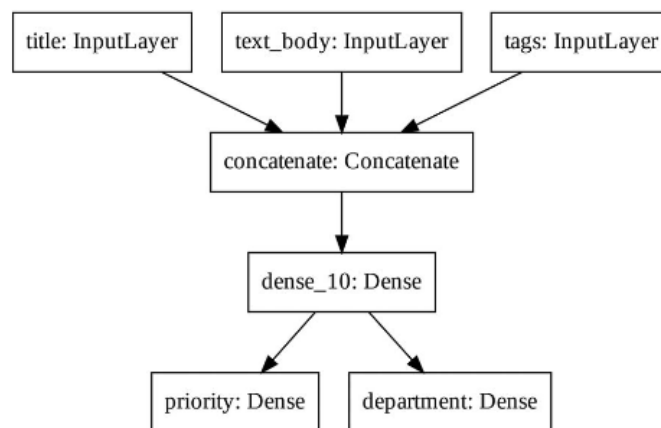 title: InputLayer
text_body: InputLayer
tags: InputLayer
concatenate: Concatenate
dense_10: Dense
priority: Dense
department: Dense